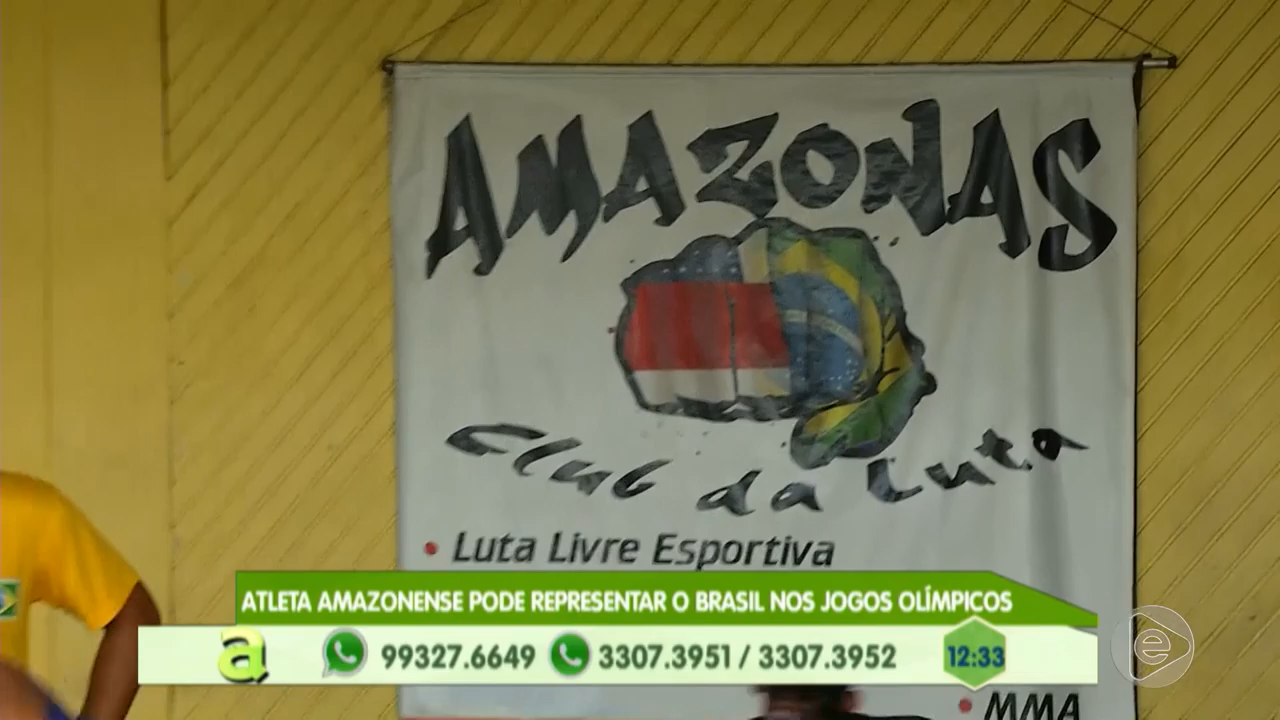 AMAZONAS
Club da Luta
• Luta Livre Esportiva
ATLETA AMAZONENSE PODE REPRESENTAR O BRASIL NOS JOGOS OLÍMPICOS
a 99327.6649 3307.3951 / 3307.3952 12:33
e
• MMA